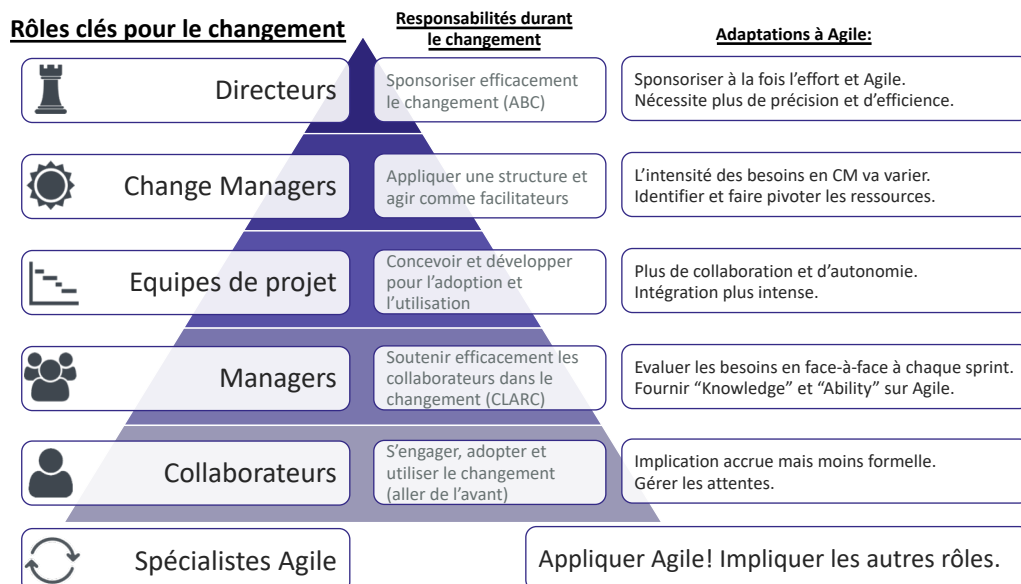 Rôles clés pour le changement
Responsabilités durant
le changement
Adaptations à Agile:
Directeurs
Sponsoriser efficacement
le changement (ABC)
Sponsoriser à la fois l’effort et Agile.
Nécessite plus de précision et d’efficience.
Change Managers
Appliquer une structure et
agir comme facilitateurs
L’intensité des besoins en CM va varier.
Identifier et faire pivoter les ressources.
Equipes de projet
Concevoir et développer
pour l’adoption et
l’utilisation
Plus de collaboration et d’autonomie.
Intégration plus intense.
Managers
Soutenir efficacement les
collaborateurs dans le
changement (CLARC)
Evaluer les besoins en face-à-face à chaque sprint.
Fournir “Knowledge” et “Ability” sur Agile.
Collaborateurs
S’engager, adopter et
utiliser le changement
(aller de l’avant)
Implication accrue mais moins formelle.
Gérer les attentes.
Spécialistes Agile
Appliquer Agile! Impliquer les autres rôles.